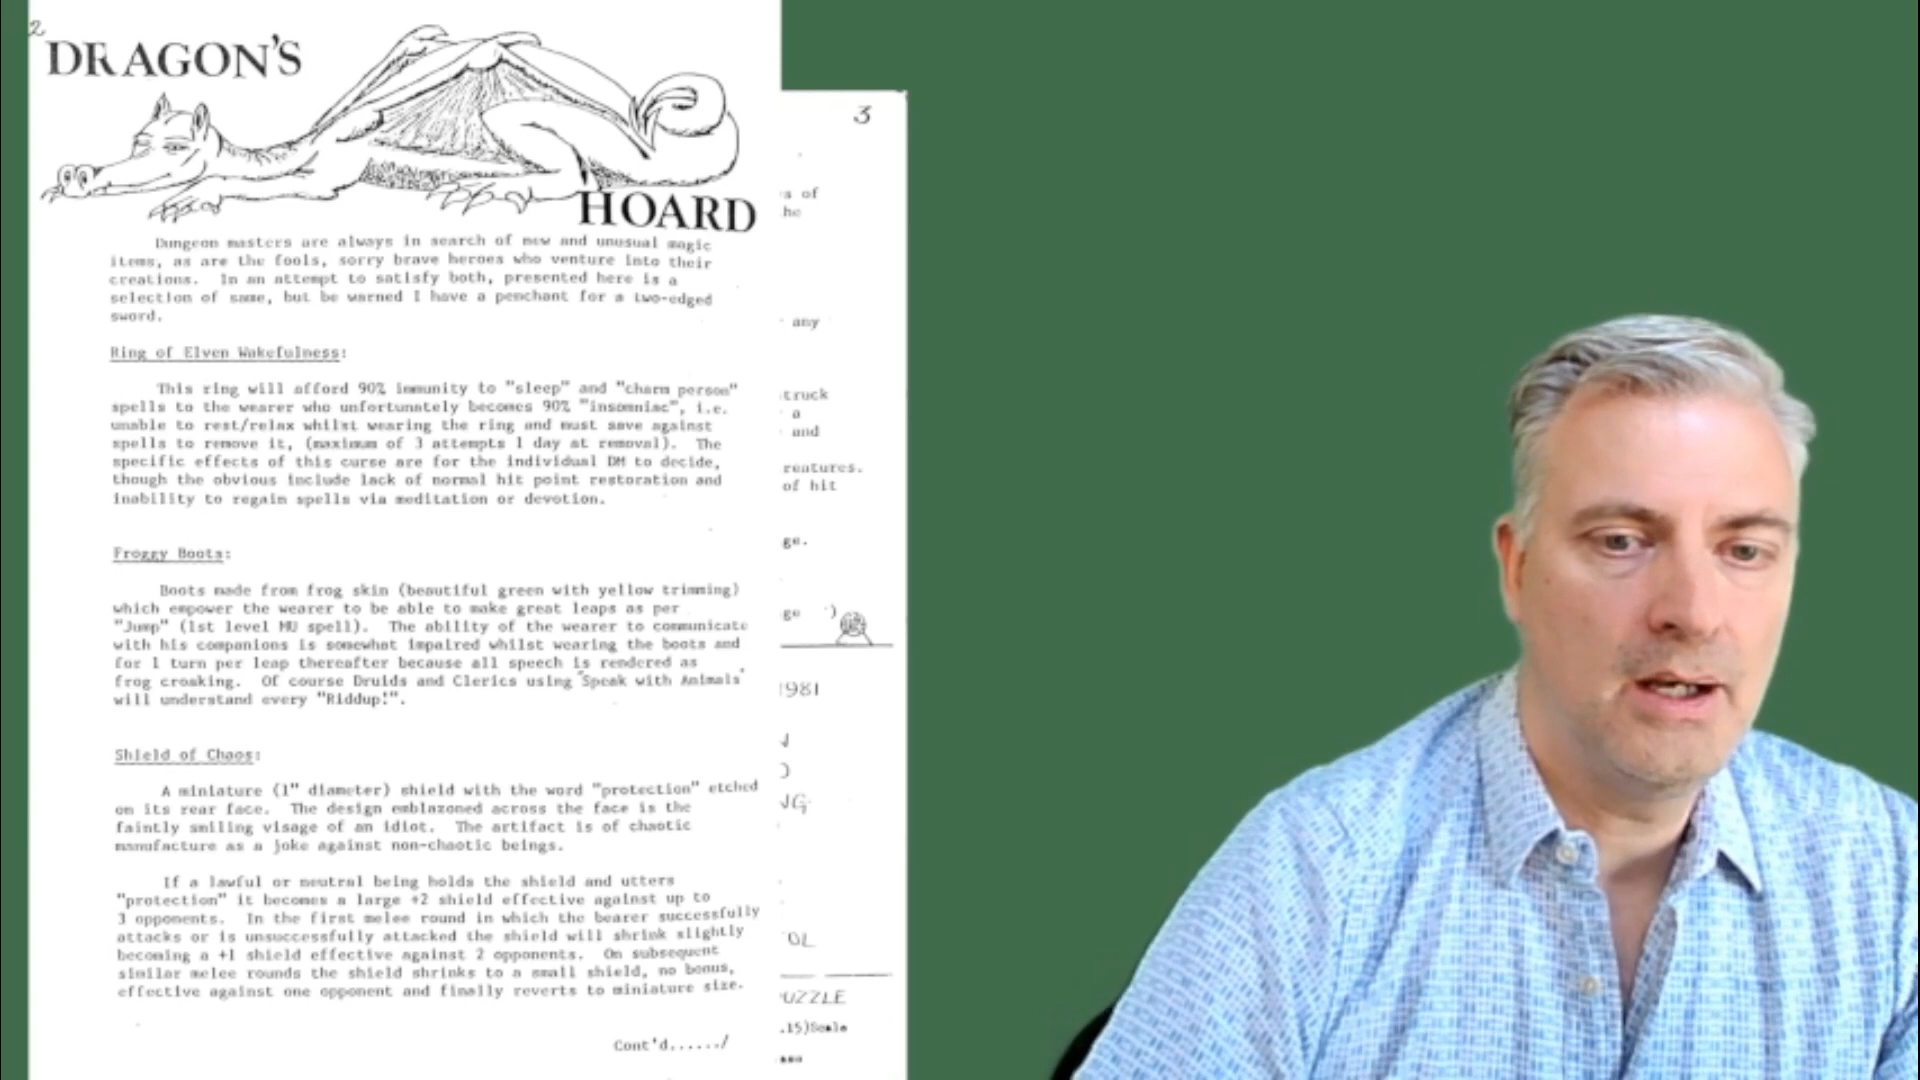 2
DRAGON'S
HOARD
Dungeon masters are always in search of new and unusual magic
items, as are the fools, sorry brave heroes who venture into their
creations. In an attempt to satisfy both, presented here is a
selection of same, but be warned I have a penchant for a two-edged
sword.
Ring of Elven Wakefulness:
This ring will afford 90% immunity to "sleep" and "charm person"
spells to the wearer who unfortunately becomes 90% "insomniac", i.e.
unable to rest/relax whilst wearing the ring and must save against
spells to remove it, (maximum of 3 attempts 1 day at removal). The
specific effects of this curse are for the individual DM to decide,
though the obvious include lack of normal hit point restoration and
inability to regain spells via meditation or devotion.
Froggy Boots:
Boots made from frog skin (beautiful green with yellow trimming)
which empower the wearer to be able to make great leaps as per
"Jump" (1st level MU spell). The ability of the wearer to communicate
with his companions is somewhat impaired whilst wearing the boots and
for 1 turn per leap thereafter because all speech is rendered as
frog croaking. Of course Druids and Clerics using "Speak with Animals"
will understand every "Riddup!".
Shield of Chaos:
A miniature (1" diameter) shield with the word "protection" etched
on its rear face. The design emblazoned across the face is the
faintly smiling visage of an idiot. The artifact is of chaotic
manufacture as a joke against non-chaotic beings.
If a lawful or neutral being holds the shield and utters
"protection" it becomes a large +2 shield effective against up to
3 opponents. In the first melee round in which the bearer successfully
attacks or is unsuccessfully attacked the shield will shrink slightly
becoming a +1 shield effective against 2 opponents. On subsequent
similar melee rounds the shield shrinks to a small shield, no bonus,
effective against one opponent and finally reverts to miniature size.
Cont'd....../
3
s of
he
any
truck
a
and
reatures.
of hit
ge.
ge ')
1981
NG
OL
UZZLE
.15)Scale